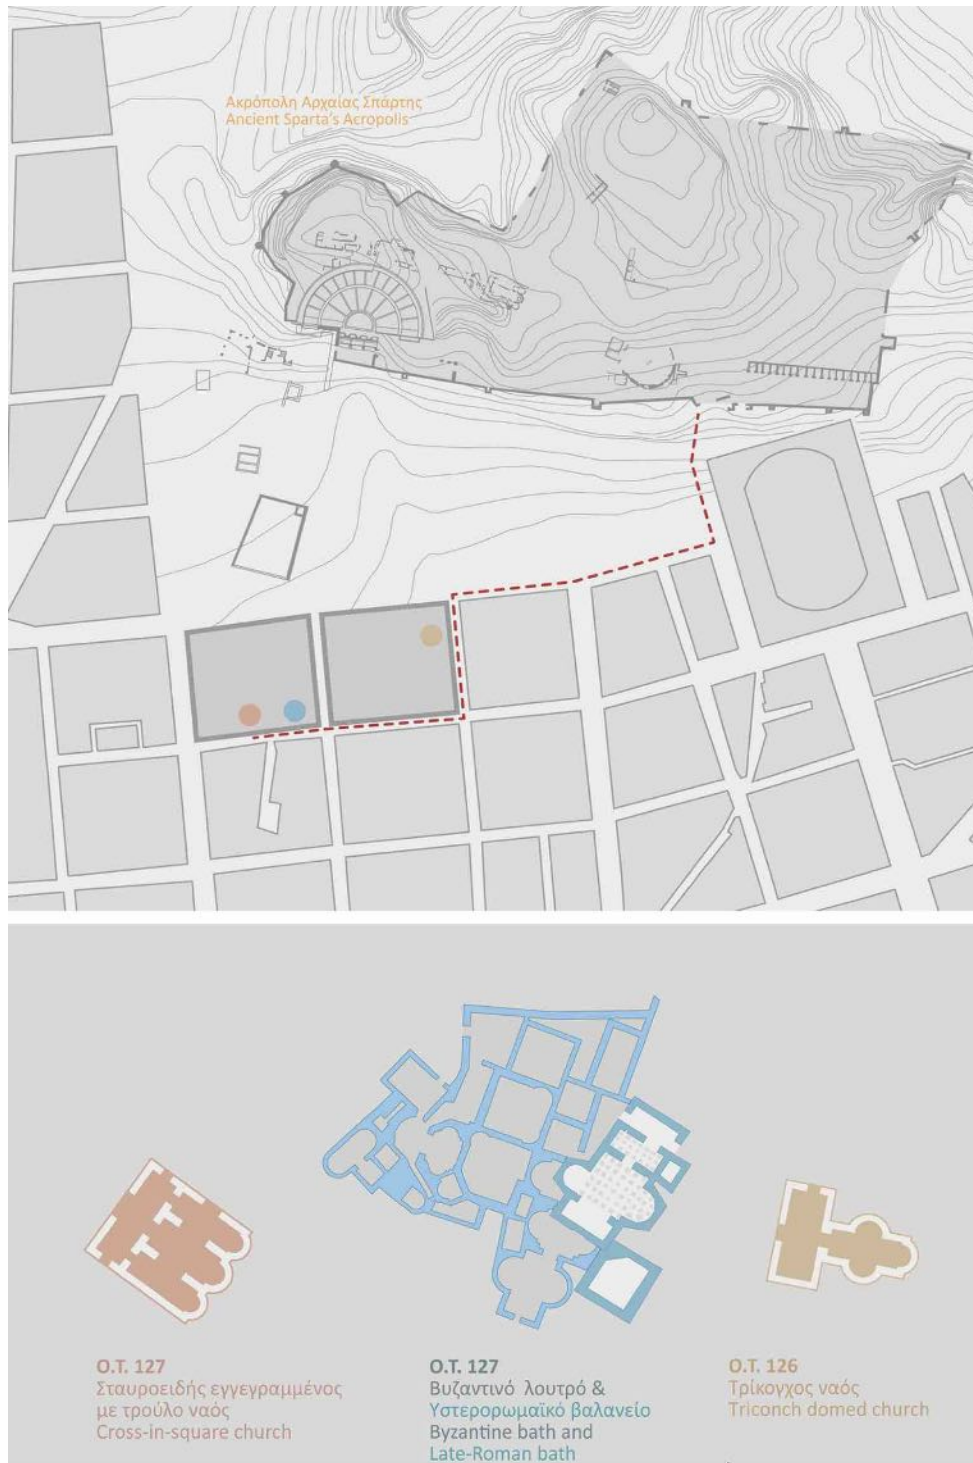 Ακρόπολη Αρχαίας Σπάρτης
Ancient Sparta's Acropolis
Ο.Τ. 127
Σταυροειδής εγγεγραμμένος
με τρούλο ναός
Cross-in-square church
Ο.Τ. 127
Βυζαντινό λουτρό &
Υστερορωμαϊκό βαλανείο
Byzantine bath and
Late-Roman bath
Ο.Τ. 126
Τρίκογχος ναός
Triconch domed church